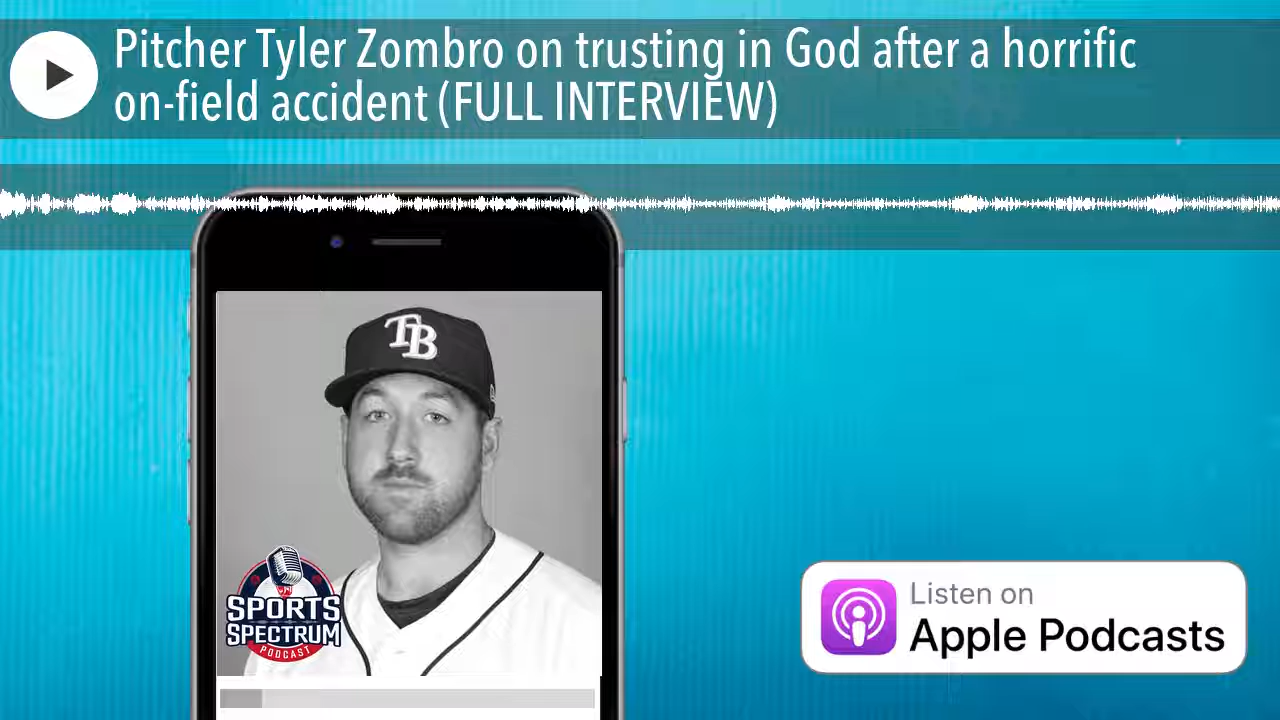 Pitcher Tyler Zombro on trusting in God after a horrific
on-field accident (FULL INTERVIEW)
TB
SPORTS
SPECTRUM
PODCAST
Listen on
Apple Podcasts